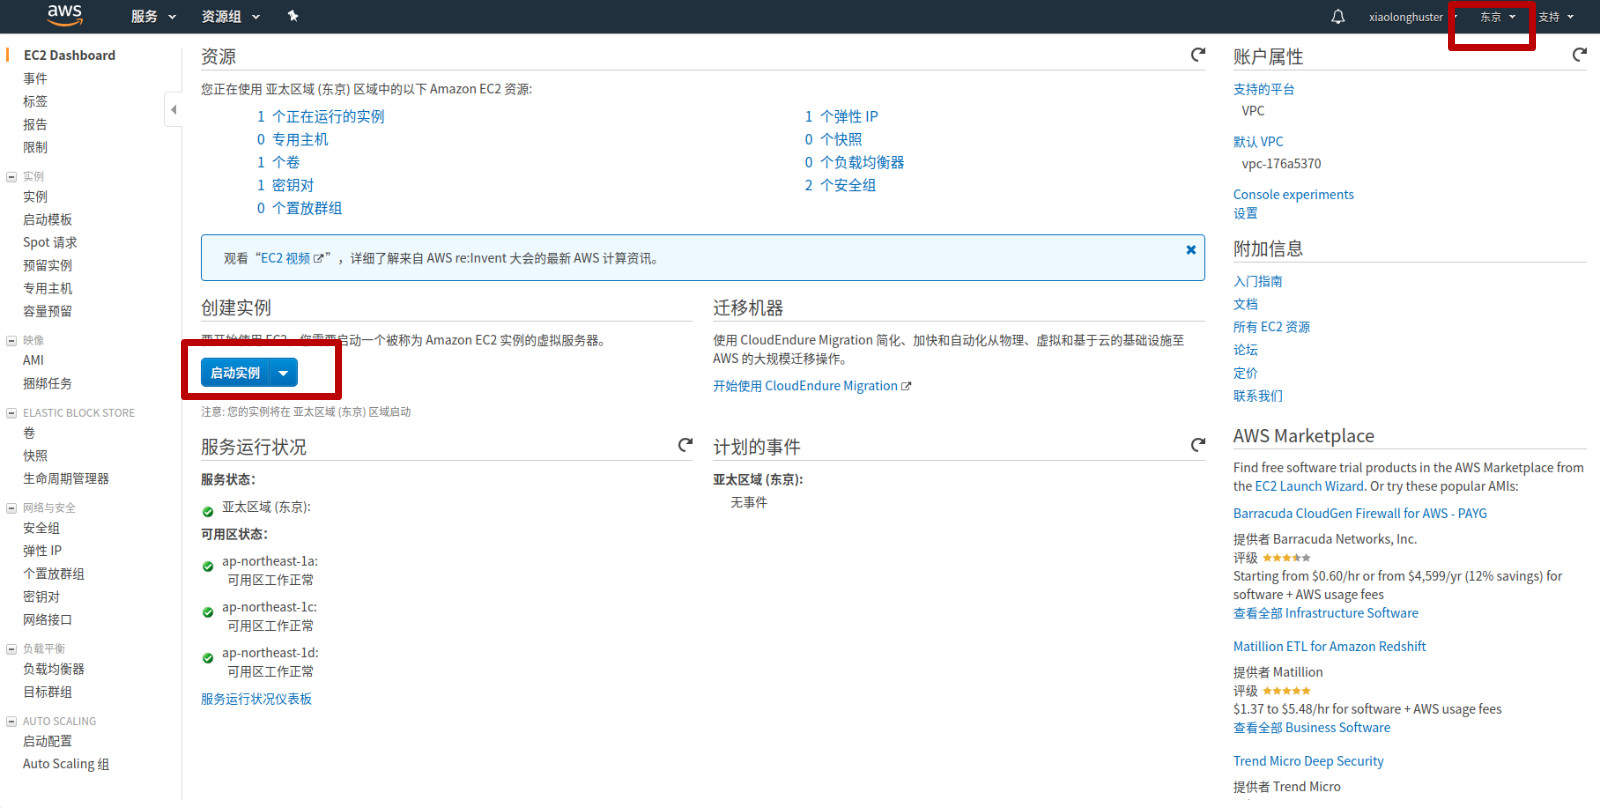 aws
服务
资源组
xiaolonghuster
东京
支持
EC2 Dashboard
事件
标签
报告
限制
实例
实例
启动模板
Spot 请求
预留实例
专用主机
容量预留
映像
AMI
捆绑任务
ELASTIC BLOCK STORE
卷
快照
生命周期管理器
网络与安全
安全组
弹性 IP
个置放群组
密钥对
网络接口
负载平衡
负载均衡器
目标群组
AUTO SCALING
启动配置
Auto Scaling 组
资源
您正在使用 亚太区域 (东京) 区域中的以下 Amazon EC2 资源:
1 个正在运行的实例
0 专用主机
1 个卷
1 密钥对
0 个置放群组
1 个弹性 IP
0 个快照
0 个负载均衡器
2 个安全组
观看“EC2 视频”，详细了解来自 AWS re:Invent 大会的最新 AWS 计算资讯。
创建实例
要开始使用 EC2，您需要启动一个被称为 Amazon EC2 实例的虚拟服务器。
启动实例
注意: 您的实例将在 亚太区域 (东京) 区域启动
迁移机器
使用 CloudEndure Migration 简化、加快和自动化从物理、虚拟和基于云的基础设施至
AWS 的大规模迁移操作。
开始使用 CloudEndure Migration
服务运行状况
服务状态：
亚太区域 (东京):
可用区状态：
ap-northeast-1a:
可用区工作正常
ap-northeast-1c:
可用区工作正常
ap-northeast-1d:
可用区工作正常
服务运行状况仪表板
计划的事件
亚太区域 (东京):
无事件
账户属性
支持的平台
VPC
默认 VPC
vpc-176a5370
Console experiments
设置
附加信息
入门指南
文档
所有 EC2 资源
论坛
定价
联系我们
AWS Marketplace
Find free software trial products in the AWS Marketplace from
the EC2 Launch Wizard. Or try these popular AMIs:
Barracuda CloudGen Firewall for AWS - PAYG
提供者 Barracuda Networks, Inc.
评级
Starting from $0.60/hr or from $4,599/yr (12% savings) for
software + AWS usage fees
查看全部 Infrastructure Software
Matillion ETL for Amazon Redshift
提供者 Matillion
评级
$1.37 to $5.48/hr for software + AWS usage fees
查看全部 Business Software
Trend Micro Deep Security
提供者 Trend Micro